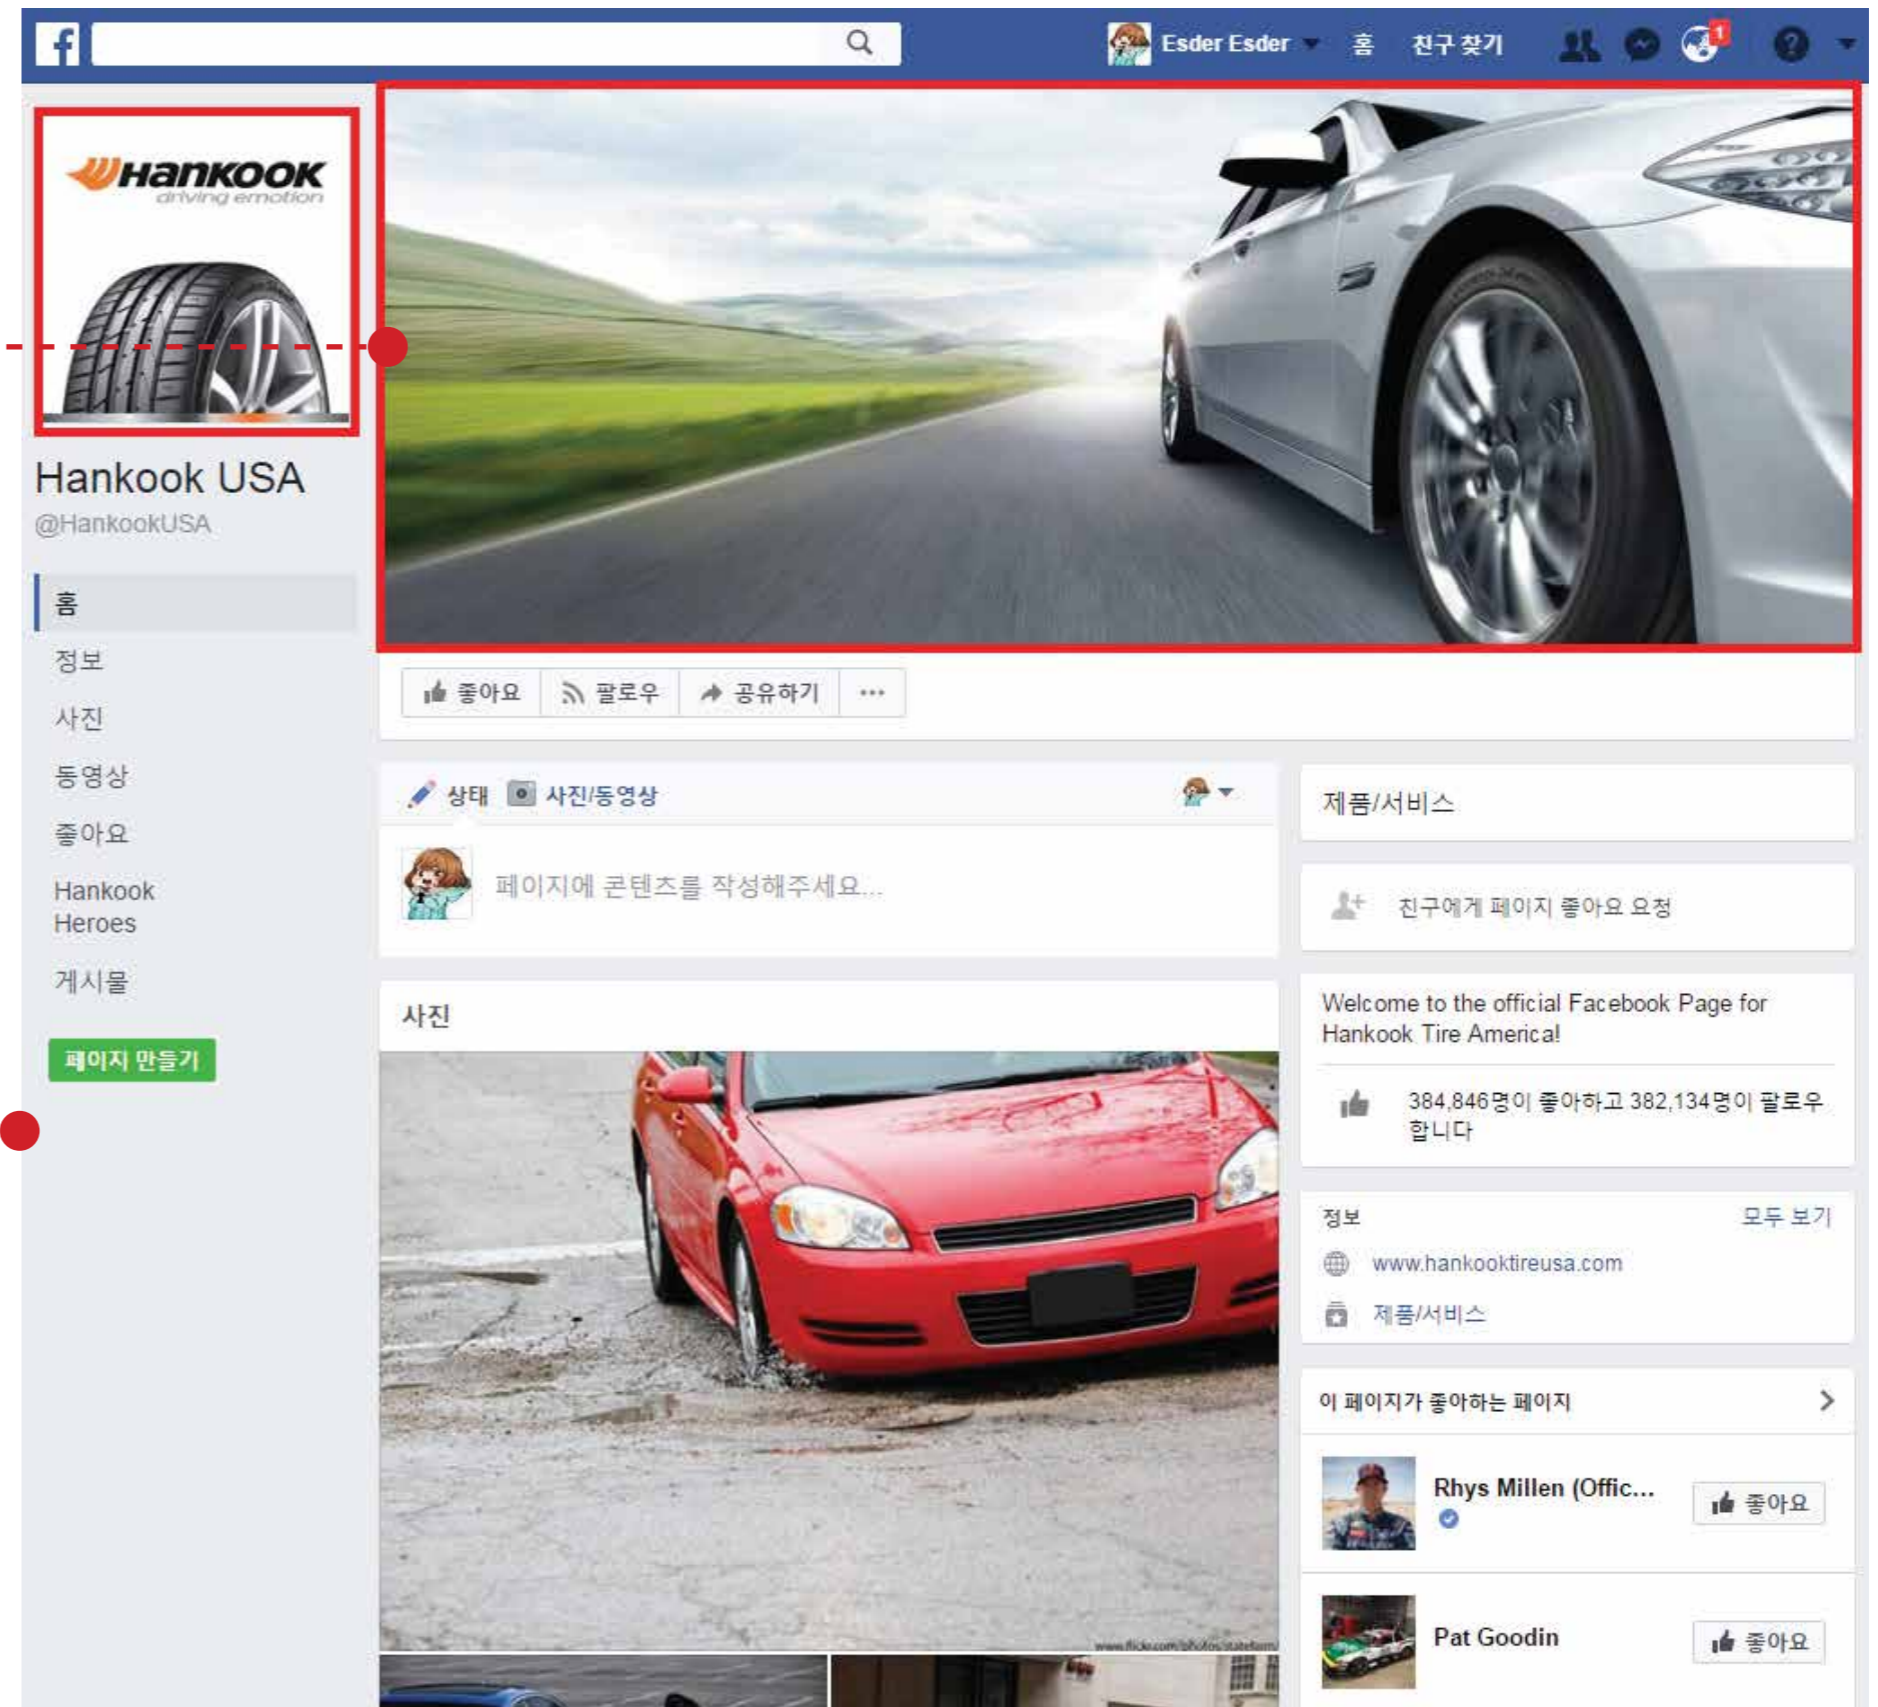 f
Esder Esder 홈 친구 찾기 1 ?
HANKOOK
driving emotion
Hankook USA
@HankookUSA
홈
정보
사진
동영상
좋아요
Hankook
Heroes
게시물
페이지 만들기
좋아요 팔로우 공유하기 ...
상태 사진/동영상
페이지에 콘텐츠를 작성해주세요...
사진
www.flickr.com/photos/statefarm/
제품/서비스
친구에게 페이지 좋아요 요청
Welcome to the official Facebook Page for
Hankook Tire America!
384,846명이 좋아하고 382,134명이 팔로우
합니다
정보 모두 보기
www.hankooktireusa.com
제품/서비스
이 페이지가 좋아하는 페이지
Rhys Millen (Offic...
좋아요
Pat Goodin
좋아요